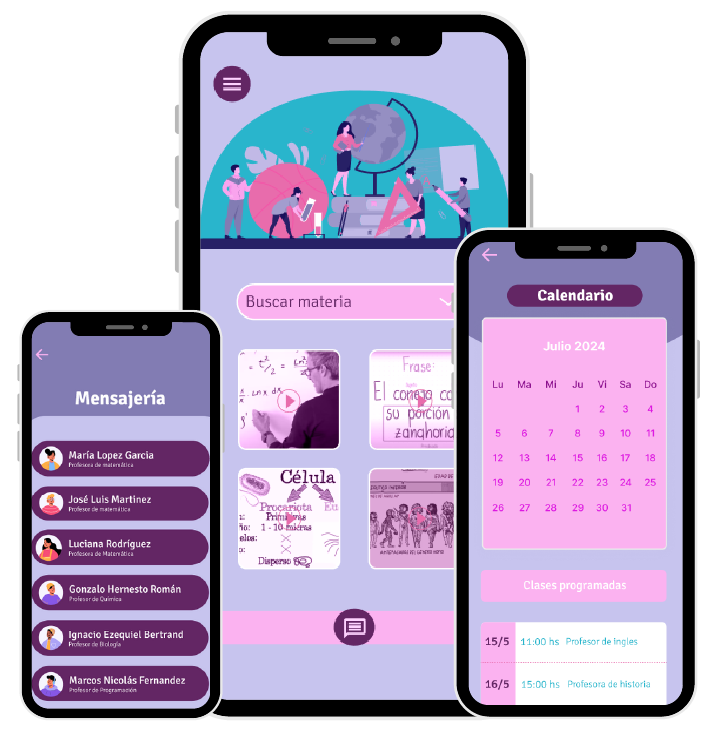 Buscar materia
Frase:
El conejo co
su porción
zanahoria
Célula
Procariota Eu
Primitivas
1 - 10 micras
Disperso
Mensajería
María Lopez Garcia
Profesora de matemática
José Luis Martinez
Profesor de matemática
Luciana Rodríguez
Profesora de Matemática
Gonzalo Hernesto Román
Profesor de Química
Ignacio Ezequiel Bertrand
Profesor de Biología
Marcos Nicolás Fernandez
Profesor de Programación
Calendario
Julio 2024
Lu Ma Mi Ju Vi Sa Do
1 2 3 4
5 6 7 8 9 10 11
12 13 14 15 16 17 18
19 20 21 22 23 24 25
26 27 28 29 30 31
Clases programadas
15/5 11:00 hs Profesor de Ingles
16/5 15:00 hs Profesora de historia